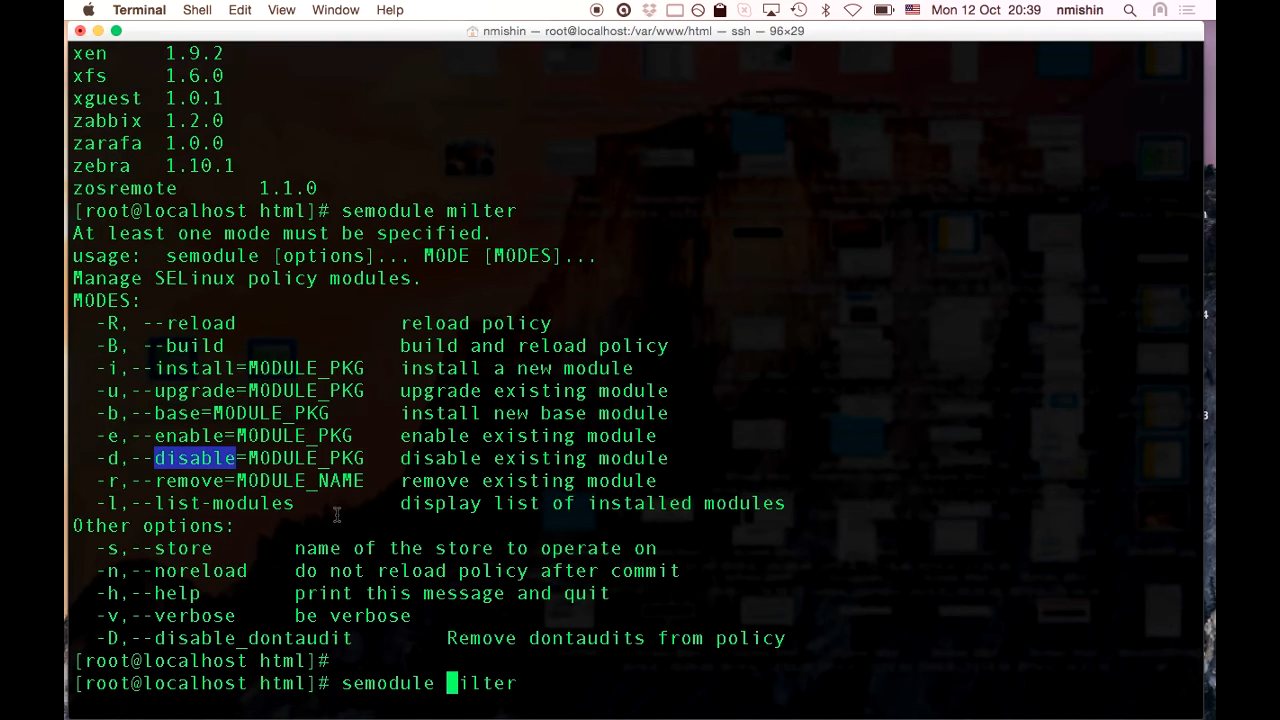 Terminal Shell Edit View Window Help Mon 12 Oct 20:39 nmishin
nmishin — root@localhost:/var/www/html — ssh — 96×29
xen 1.9.2
xfs 1.6.0
xguest 1.0.1
zabbix 1.2.0
zarafa 1.0.0
zebra 1.10.1
zosremote 1.1.0
[root@localhost html]# semodule milter
At least one mode must be specified.
usage: semodule [options]... MODE [MODES]...
Manage SELinux policy modules.
MODES:
-R, --reload reload policy
-B, --build build and reload policy
-i,--install=MODULE_PKG install a new module
-u,--upgrade=MODULE_PKG upgrade existing module
-b,--base=MODULE_PKG install new base module
-e,--enable=MODULE_PKG enable existing module
-d,--disable=MODULE_PKG disable existing module
-r,--remove=MODULE_NAME remove existing module
-l,--list-modules display list of installed modules
Other options:
-s,--store name of the store to operate on
-n,--noreload do not reload policy after commit
-h,--help print this message and quit
-v,--verbose be verbose
-D,--disable_dontaudit Remove dontaudits from policy
[root@localhost html]#
[root@localhost html]# semodule milter